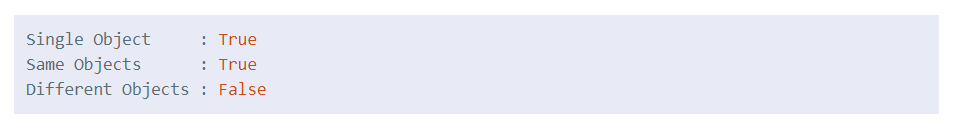 Single Object     : True
Same Objects      : True
Different Objects : False